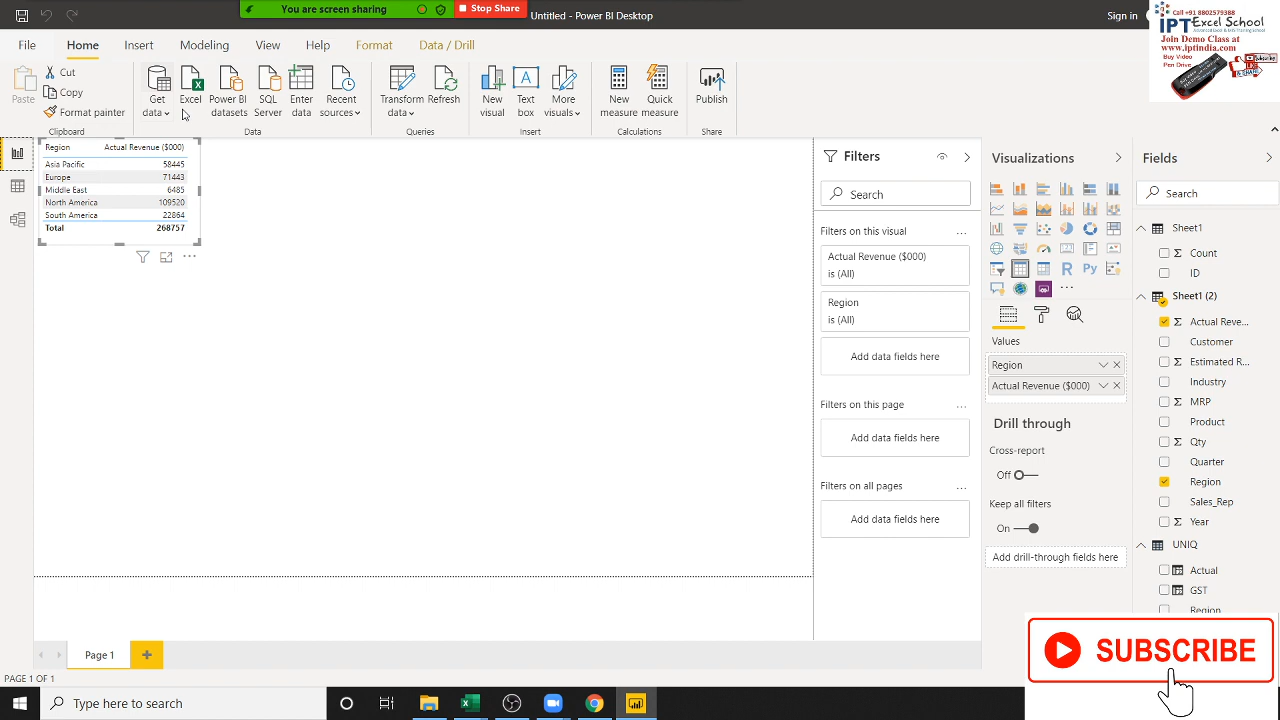 You are screen sharing
Stop Share
Untitled - Power BI Desktop
Sign in
Call +91 8802579388
IPT Excel School
Advanced Excel & MIS Training School
Join Demo Class at
www.iptindia.com
Buy Video
Pen Drive
File
Home
Insert
Modeling
View
Help
Format
Data / Drill
Paste
Cut
Copy
Format painter
Clipboard
Get data
Excel
Power BI datasets
SQL Server
Enter data
Recent sources
Data
Transform data
Refresh
Queries
New visual
Text box
More visuals
Insert
New measure
Quick measure
Calculations
Publish
Share
Region Actual Revenue ($000)
Asia Pacific 58445
Europe 71443
Middle East 6485
North America 109520
South America 22864
Total 268757
Filters
Search
Filters on this visual
Actual Revenue ($000)
is (All)
Region
is (All)
Add data fields here
Filters on this page
Add data fields here
Filters on all pages
Add data fields here
Visualizations
R
Py
Values
Region
Actual Revenue ($000)
Drill through
Cross-report
Off
Keep all filters
On
Add drill-through fields here
Fields
Search
Sheet1
Count
ID
Sheet1 (2)
Actual Reve...
Customer
Estimated R...
Industry
MRP
Product
Qty
Quarter
Region
Sales_Rep
Year
UNIQ
Actual
GST
Region
Page 1
PAGE 1 OF 1
SUBSCRIBE
Type here to search